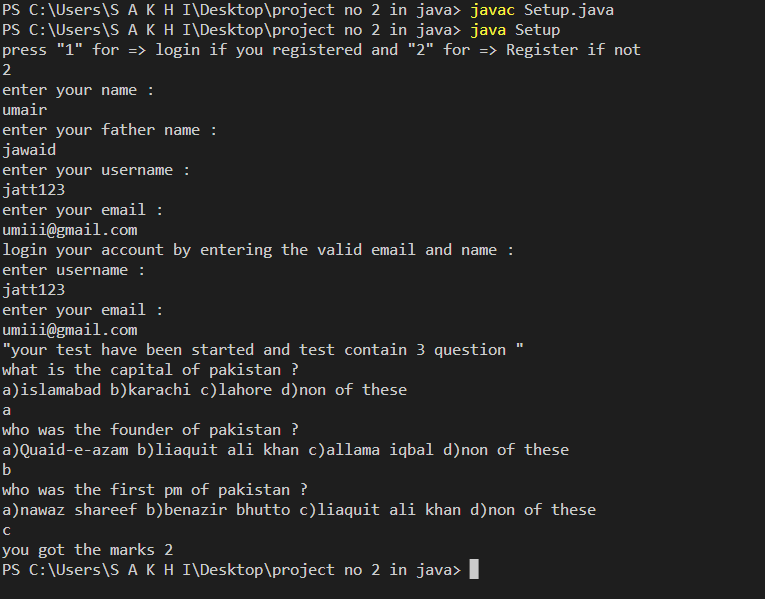 PS C:\Users\S A K H I\Desktop\project no 2 in java> javac Setup.java
PS C:\Users\S A K H I\Desktop\project no 2 in java> java Setup
press "1" for => login if you registered and "2" for => Register if not
2
enter your name :
umair
enter your father name :
jawaid
enter your username :
jatt123
enter your email :
umiii@gmail.com
login your account by entering the valid email and name :
enter username :
jatt123
enter your email :
umiii@gmail.com
"your test have been started and test contain 3 question "
what is the capital of pakistan ?
a)islamabad b)karachi c)lahore d)non of these
a
who was the founder of pakistan ?
a)Quaid-e-azam b)liaquit ali khan c)allama iqbal d)non of these
b
who was the first pm of pakistan ?
a)nawaz shareef b)benazir bhutto c)liaquit ali khan d)non of these
c
you got the marks 2
PS C:\Users\S A K H I\Desktop\project no 2 in java>